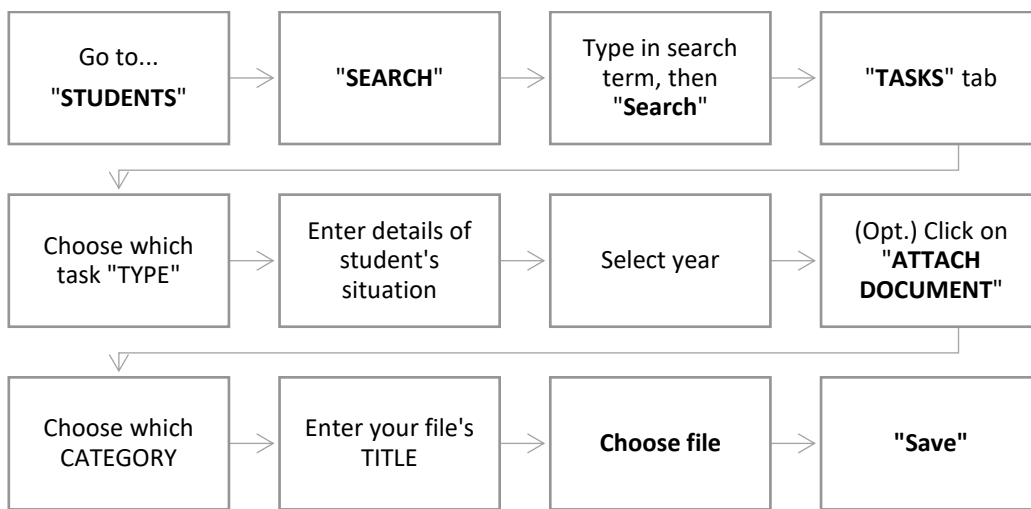 Go to...
"STUDENTS"
"SEARCH"
Type in search
term, then
"Search"
"TASKS" tab
Choose which
task "TYPE"
Enter details of
student's
situation
Select year
(Opt.) Click on
"ATTACH
DOCUMENT"
Choose which
CATEGORY
Enter your file's
TITLE
Choose file
"Save"